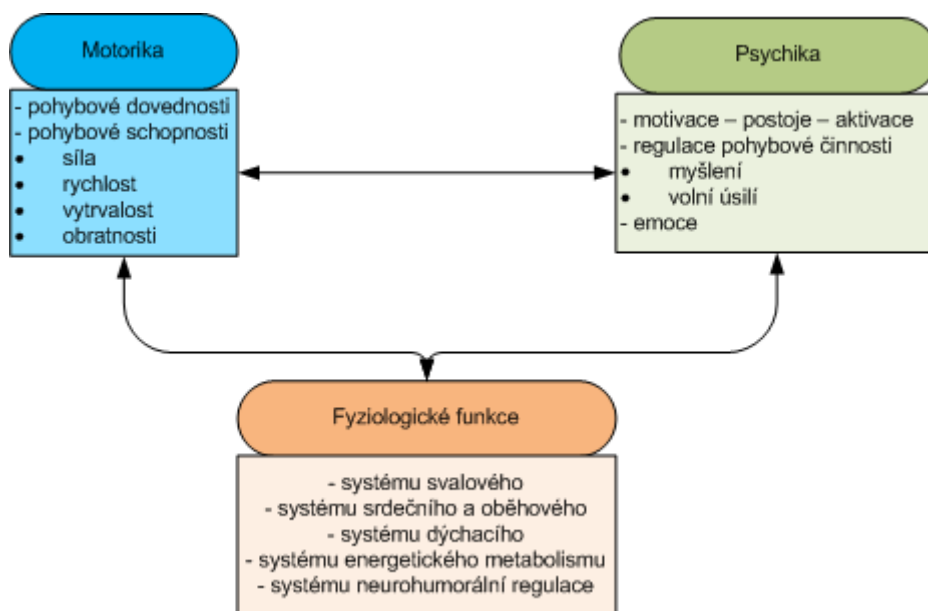 Motorika
- pohybové dovednosti
- pohybové schopnosti
• síla
• rychlost
• vytrvalost
• obratnosti
Psychika
- motivace – postoje – aktivace
- regulace pohybové činnosti
• myšlení
• volní úsilí
- emoce
Fyziologické funkce
- systému svalového
- systému srdečního a oběhového
- systému dýchacího
- systému energetického metabolismu
- systému neurohumorální regulace